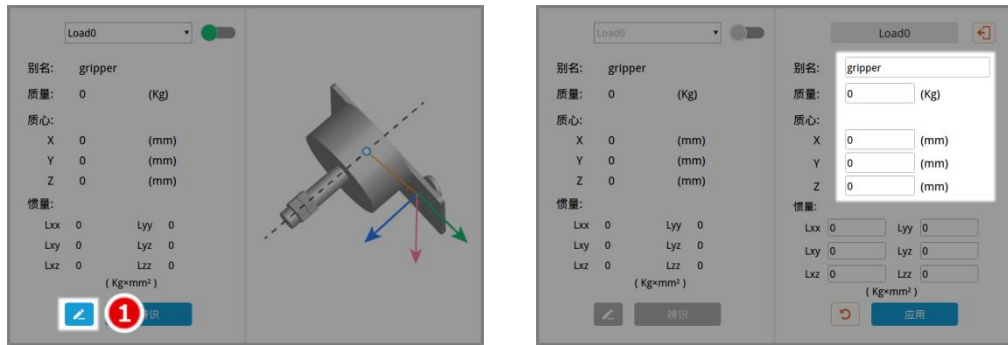 Load0
别名: gripper
质量: 0 (Kg)
质心:
X 0 (mm)
Y 0 (mm)
Z 0 (mm)
惯量:
Lxx 0 Lyy 0
Lxy 0 Lyz 0
Lxz 0 Lzz 0
( Kg×mm² )
1 辨识
Load0
别名: gripper
质量: 0 (Kg)
质心:
X 0 (mm)
Y 0 (mm)
Z 0 (mm)
惯量:
Lxx 0 Lyy 0
Lxy 0 Lyz 0
Lxz 0 Lzz 0
( Kg×mm² )
辨识
Load0
别名: gripper
质量: 0 (Kg)
质心:
X 0 (mm)
Y 0 (mm)
Z 0 (mm)
惯量:
Lxx 0 Lyy 0
Lxy 0 Lyz 0
Lxz 0 Lzz 0
( Kg×mm² )
应用